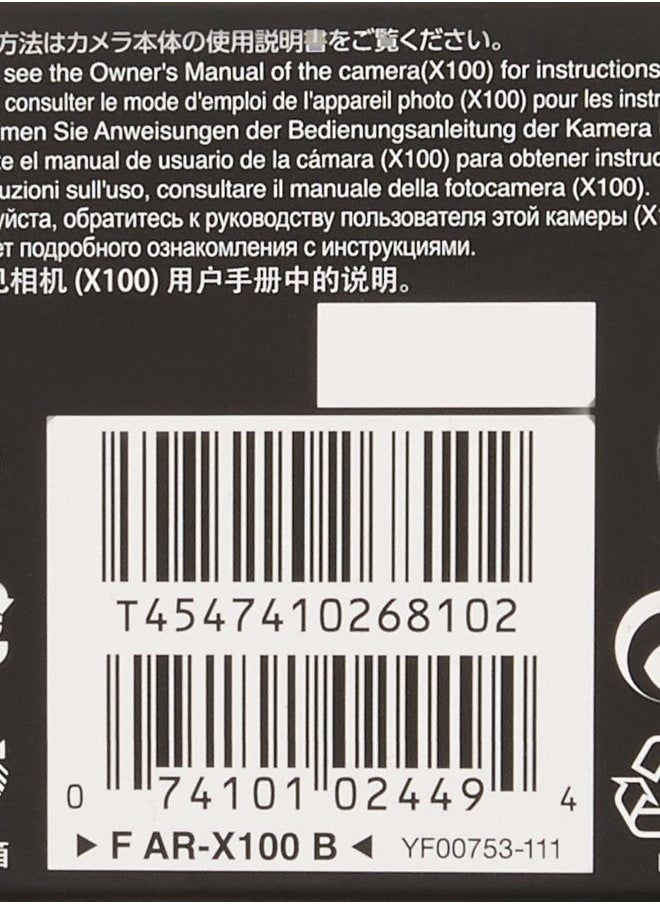 方法はカメラ本体の使用説明書をご覧ください。
see the Owner's Manual of the camera(X100) for instructions
consulter le mode d'emploi de l'appareil photo (X100) pour les instr
men Sie Anweisungen der Bedienungsanleitung der Kamera
e el manual de usuario de la cámara (X100) para obtener instruc
uzioni sull'uso, consultare il manuale della fotocamera (X100).
уйста, обратитесь к руководству пользователя этой камеры (X1
ет подробного ознакомления с инструкциями.
见相机 (X100) 用户手册中的说明。
T4547410268102
0 74101 02449 4
▶ F AR-X100 B ◀ YF00753-111